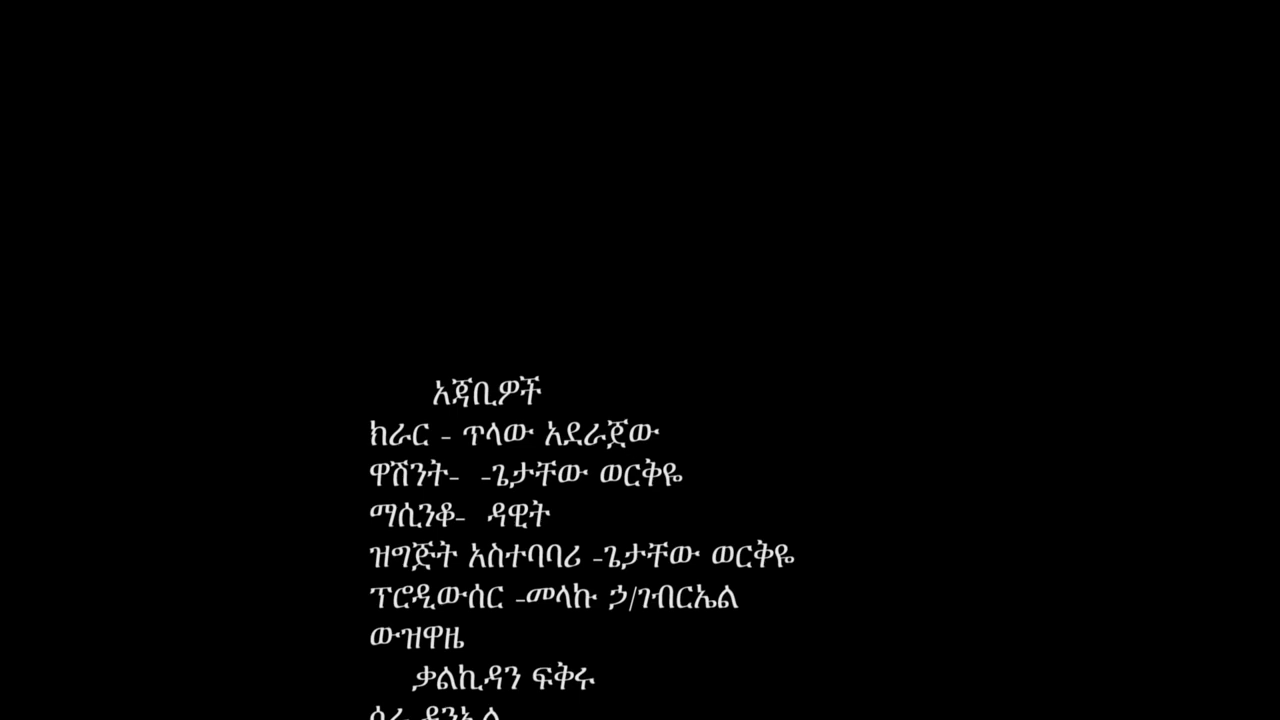 አጃቢዎች
ክራር - ጥላው አደራጀው
ዋሽንት- -ጌታቸው ወርቅዬ
ማሲንቆ- ዳዊት
ዝግጅት አስተባባሪ -ጌታቸው ወርቅዬ
ፕሮዲውሰር -መላኩ ኃ/ገብርኤል
ውዝዋዜ
ቃልኪዳን ፍቅሩ